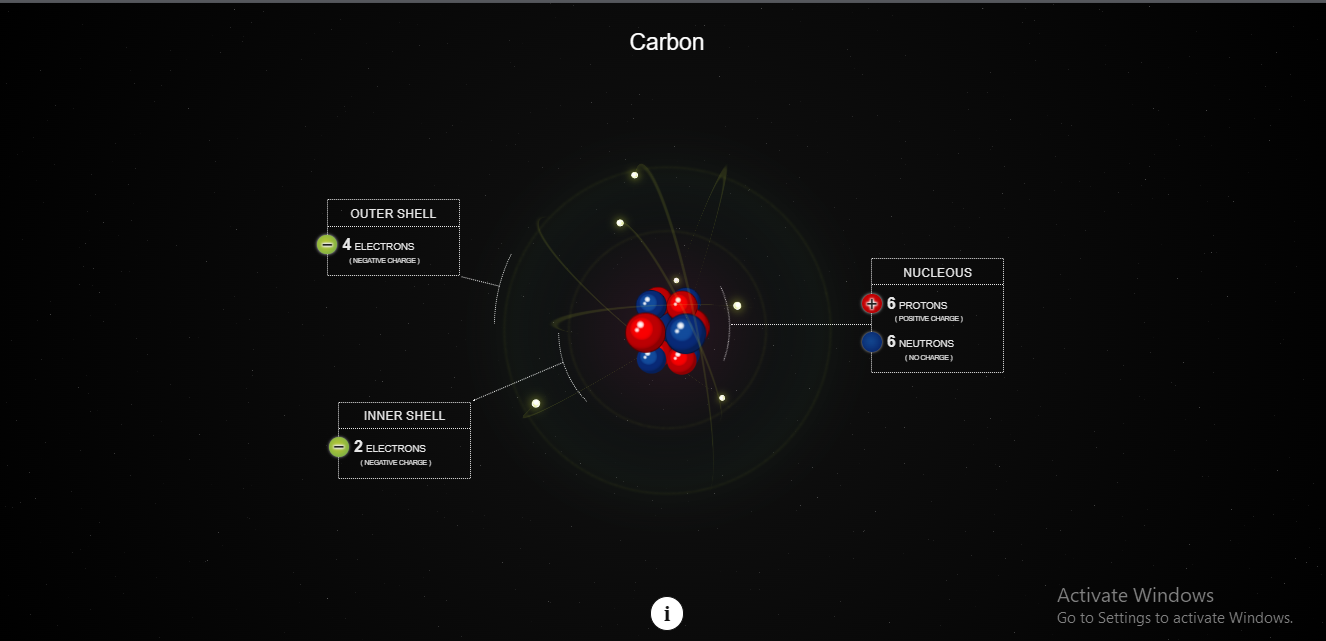 Carbon
OUTER SHELL
4 ELECTRONS
( NEGATIVE CHARGE )
NUCLEOUS
6 PROTONS
( POSITIVE CHARGE )
6 NEUTRONS
( NO CHARGE )
INNER SHELL
2 ELECTRONS
( NEGATIVE CHARGE )
i
Activate Windows
Go to Settings to activate Windows.